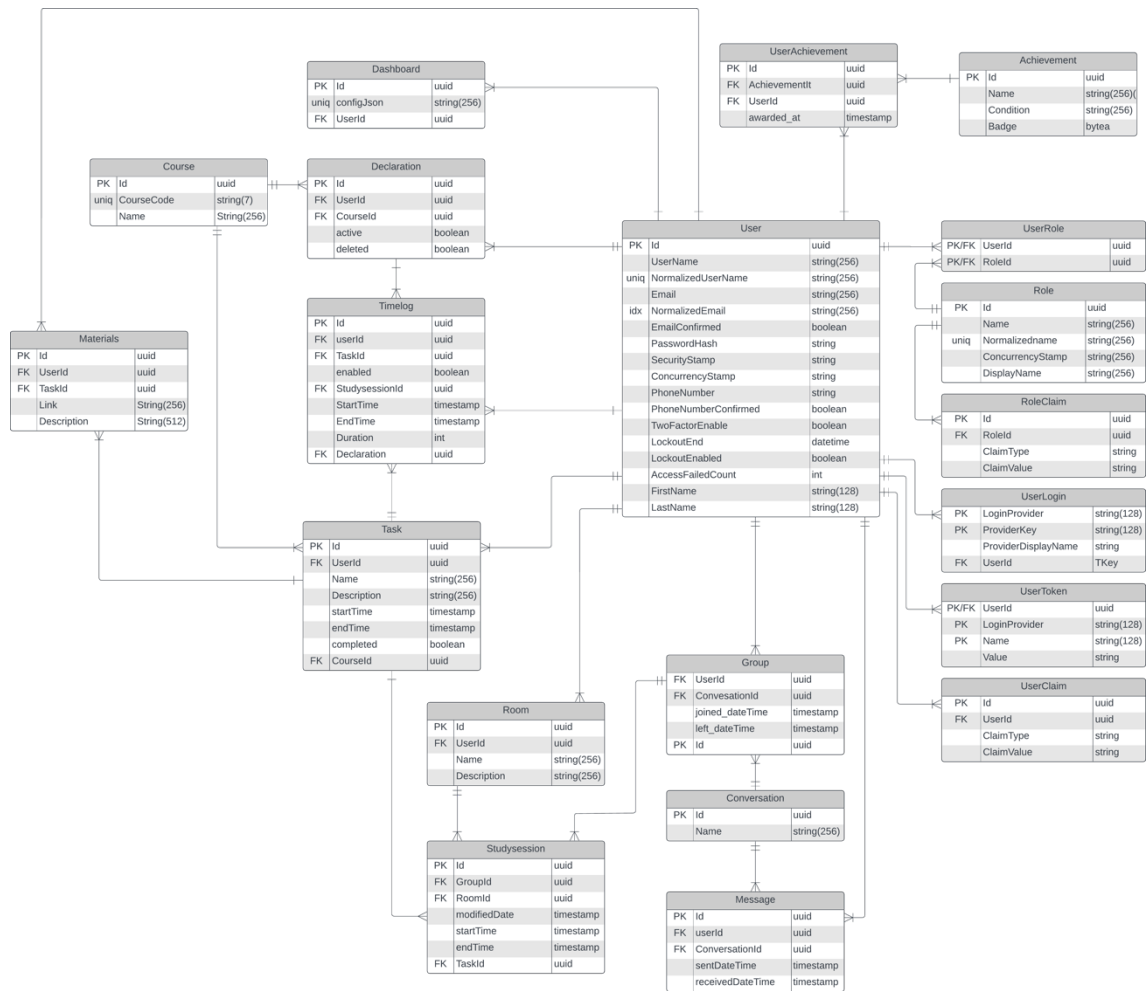 Dashboard
PK Id uuid
uniq configJson string(256)
FK UserId uuid
UserAchievement
PK Id uuid
FK AchievementIt uuid
FK UserId uuid
awarded_at timestamp
Achievement
PK Id uuid
Name string(256)(
Condition string(256)
Badge bytea
Course
PK Id uuid
uniq CourseCode string(7)
Name String(256)
Declaration
PK Id uuid
FK UserId uuid
FK CourseId uuid
active boolean
deleted boolean
User
PK Id uuid
UserName string(256)
uniq NormalizedUserName string(256)
Email string(256)
idx NormalizedEmail string(256)
EmailConfirmed boolean
PasswordHash string
SecurityStamp string
ConcurrencyStamp string
PhoneNumber string
PhoneNumberConfirmed boolean
TwoFactorEnable boolean
LockoutEnd datetime
LockoutEnabled boolean
AccessFailedCount int
FirstName string(128)
LastName string(128)
UserRole
PK/FK UserId uuid
PK/FK RoleId uuid
Role
PK Id uuid
Name string(256)
uniq Normalizedname string(256)
ConcurrencyStamp string(256)
DisplayName string(256)
Timelog
PK Id uuid
FK userId uuid
FK TaskId uuid
enabled boolean
FK StudysessionId uuid
StartTime timestamp
EndTime timestamp
Duration int
FK Declaration uuid
Materials
PK Id uuid
FK UserId uuid
FK TaskId uuid
Link String(256)
Description String(512)
RoleClaim
PK Id uuid
FK RoleId uuid
ClaimType string
ClaimValue string
UserLogin
PK LoginProvider string(128)
PK ProviderKey string(128)
ProviderDisplayName string
FK UserId TKey
Task
PK Id uuid
FK UserId uuid
Name string(256)
Description string(256)
startTime timestamp
endTime timestamp
completed boolean
FK CourseId uuid
UserToken
PK/FK UserId uuid
PK LoginProvider string(128)
PK Name string(128)
Value string
Group
FK UserId uuid
FK ConvesationId uuid
joined_dateTime timestamp
left_dateTime timestamp
PK Id uuid
UserClaim
PK Id uuid
FK UserId uuid
ClaimType string
ClaimValue string
Room
PK Id uuid
FK UserId uuid
Name string(256)
Description string(256)
Conversation
PK Id uuid
Name string(256)
Studysession
PK Id uuid
FK GroupId uuid
FK RoomId uuid
modifiedDate timestamp
startTime timestamp
endTime timestamp
FK TaskId uuid
Message
PK Id uuid
FK userId uuid
FK ConversationId uuid
sentDateTime timestamp
receivedDateTime timestamp